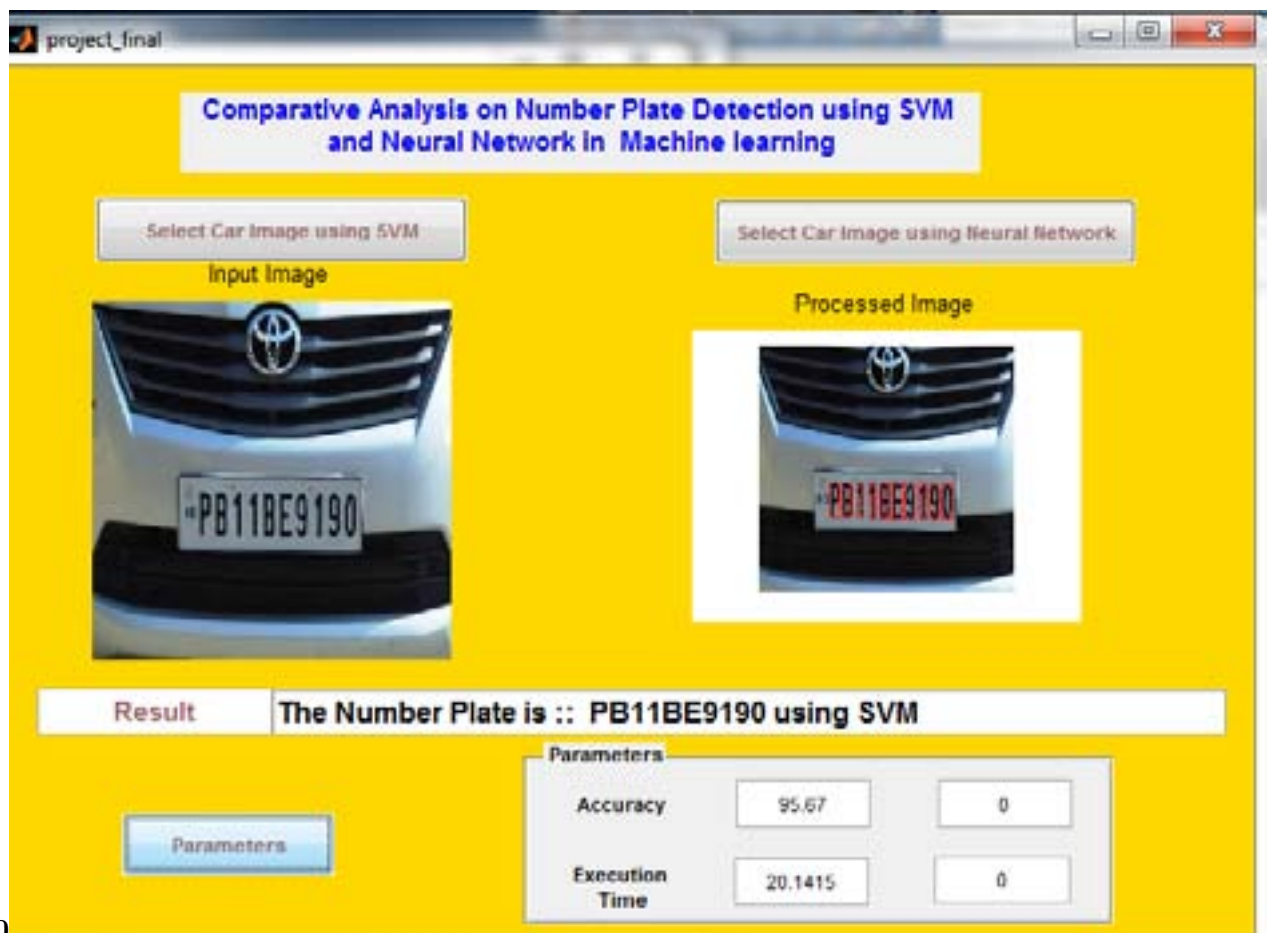 project_final
Comparative Analysis on Number Plate Detection using SVM
and Neural Network in Machine learning
Select Car Image using SVM
Select Car Image using Neural Network
Input Image
Processed Image
PB11BE9190
PB11BE9190
Result
The Number Plate is :: PB11BE9190 using SVM
Parameters
Accuracy
95.67
0
Parameters
Execution
Time
20.1415
0